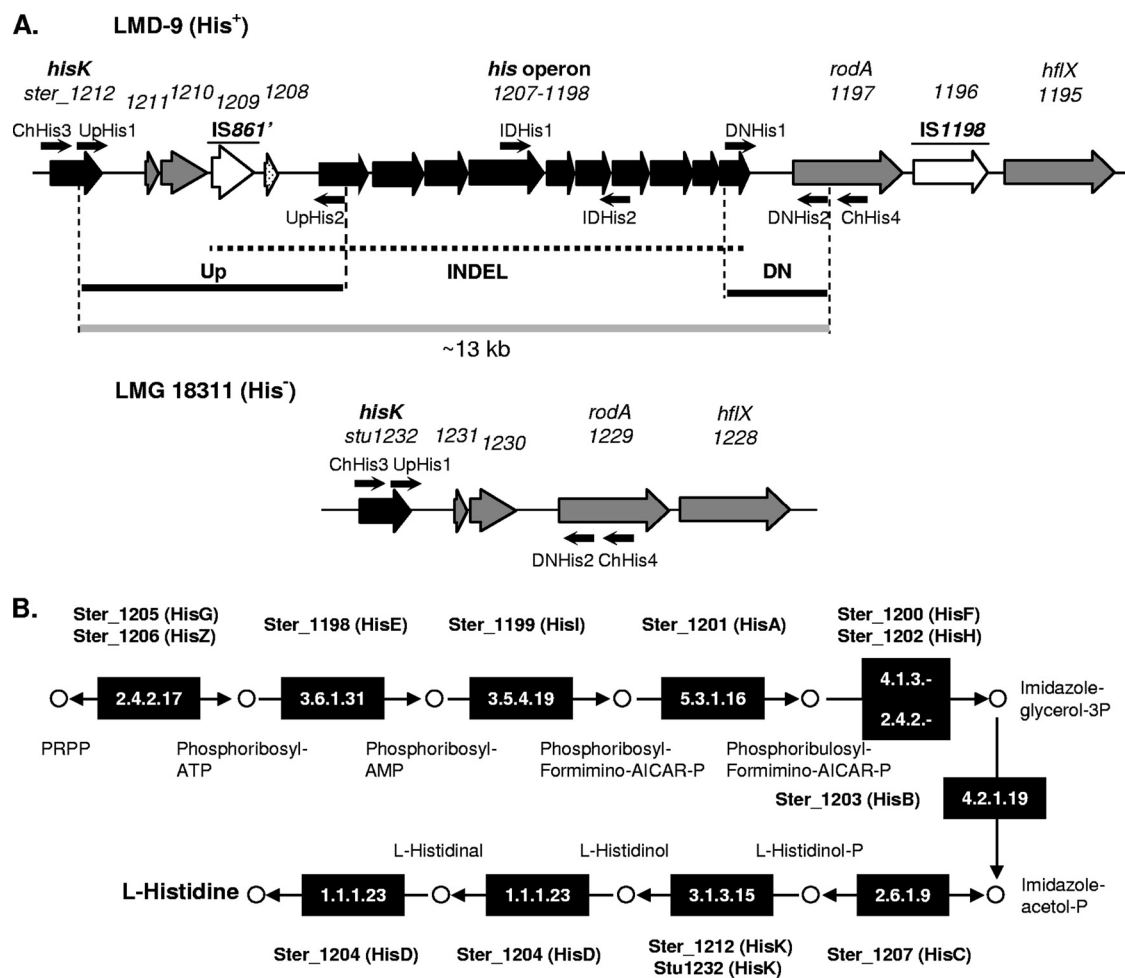 A.
LMD-9 (His+)
hisK
ster_1212
1211
1210
1209
1208
his operon
1207-1198
rodA
1197
1196
hflX
1195
ChHis3
UpHis1
IS861’
IDHis1
DNHis1
IS1198
UpHis2
IDHis2
DNHis2
ChHis4
Up
INDEL
DN
~13 kb
LMG 18311 (His-)
hisK
stu1232
1231
1230
rodA
1229
hflX
1228
ChHis3
UpHis1
DNHis2
ChHis4
B.
Ster_1205 (HisG)
Ster_1206 (HisZ)
Ster_1198 (HisE)
Ster_1199 (HisI)
Ster_1201 (HisA)
Ster_1200 (HisF)
Ster_1202 (HisH)
2.4.2.17
3.6.1.31
3.5.4.19
5.3.1.16
4.1.3.-
2.4.2.-
Imidazole-
glycerol-3P
PRPP
Phosphoribosyl-
ATP
Phosphoribosyl-
AMP
Phosphoribosyl-
Formimino-AICAR-P
Phosphoribulosyl-
Formimino-AICAR-P
Ster_1203 (HisB)
4.2.1.19
L-Histidinal
L-Histidinol
L-Histidinol-P
L-Histidine
1.1.1.23
1.1.1.23
3.1.3.15
2.6.1.9
Imidazole-
acetol-P
Ster_1204 (HisD)
Ster_1204 (HisD)
Ster_1212 (HisK)
Stu1232 (HisK)
Ster_1207 (HisC)